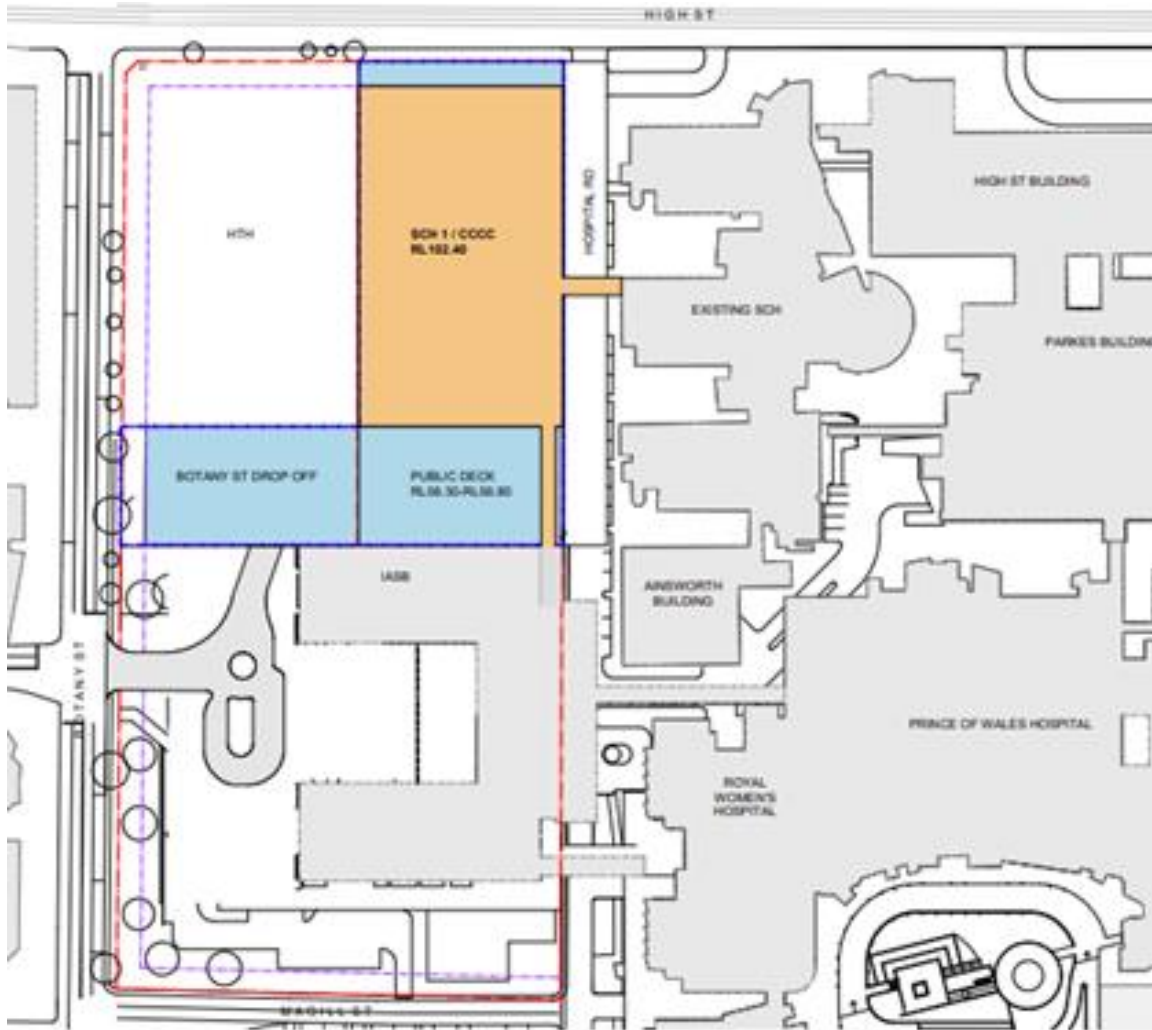 HIGH ST
HIGH ST BUILDING
HOSPITAL RD
HTH
SCH 1 / CCCC
RL102.40
EXISTING SCH
PARKES BUILDING
BOTANY ST DROP OFF
PUBLIC DECK
IASB
AINSWORTH
BUILDING
BOTANY ST
PRINCE OF WALES HOSPITAL
ROYAL
WOMEN'S
HOSPITAL
MAGILL ST